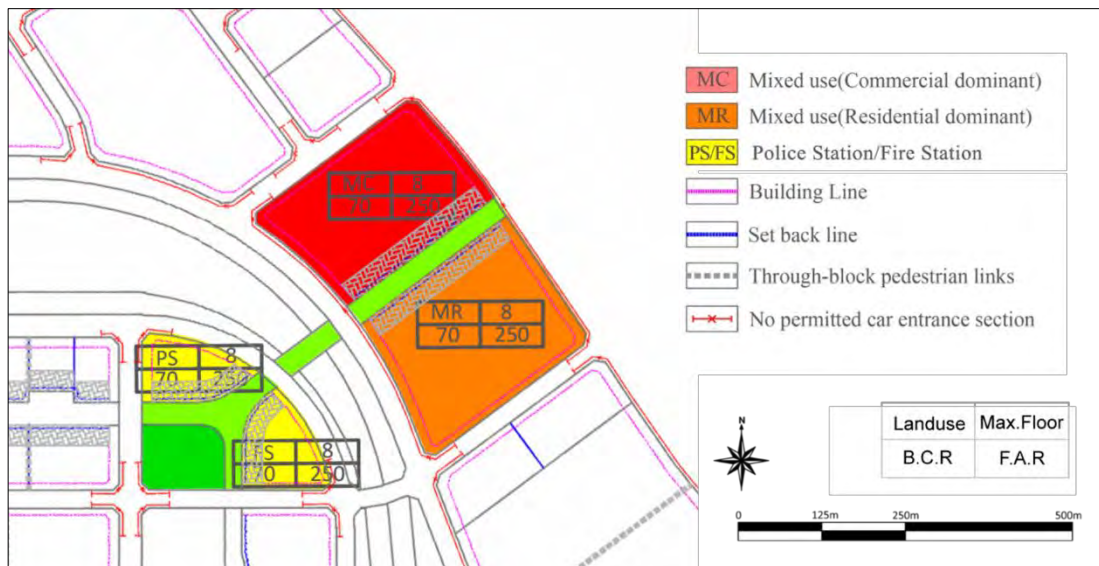 MC 8
70 250
MR 8
70 250
PS 8
70 250
FS 8
70 250
MC Mixed use(Commercial dominant)
MR Mixed use(Residential dominant)
PS/FS Police Station/Fire Station
Building Line
Set back line
Through-block pedestrian links
No permitted car entrance section
N
Landuse Max.Floor
B.C.R F.A.R
0 125m 250m 500m